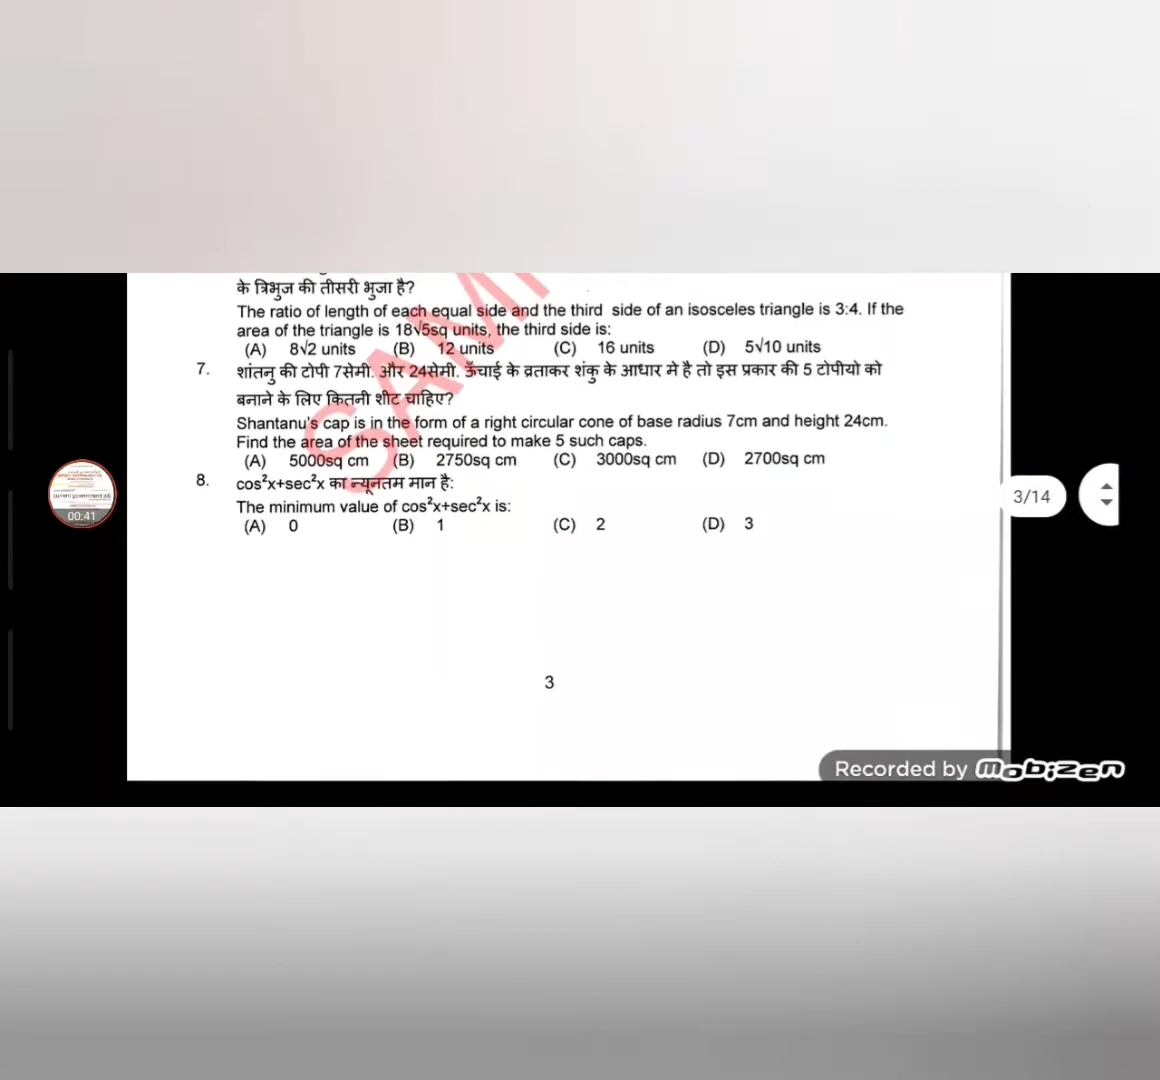 के त्रिभुज की तीसरी भुजा है?
The ratio of length of each equal side and the third side of an isosceles triangle is 3:4. If the
area of the triangle is 18√5sq units, the third side is:
(A) 8√2 units (B) 12 units (C) 16 units (D) 5√10 units
7. शांतनु की टोपी 7सेमी. और 24सेमी. ऊँचाई के व्रताकर शंकु के आधार मे है तो इस प्रकार की 5 टोपीयो को
बनाने के लिए कितनी शीट चाहिए?
Shantanu's cap is in the form of a right circular cone of base radius 7cm and height 24cm.
Find the area of the sheet required to make 5 such caps.
(A) 5000sq cm (B) 2750sq cm (C) 3000sq cm (D) 2700sq cm
8. cos²x+sec²x का न्यूनतम मान है:
The minimum value of cos²x+sec²x is:
(A) 0 (B) 1 (C) 2 (D) 3
3
3/14
00:41
Recorded by mobizen